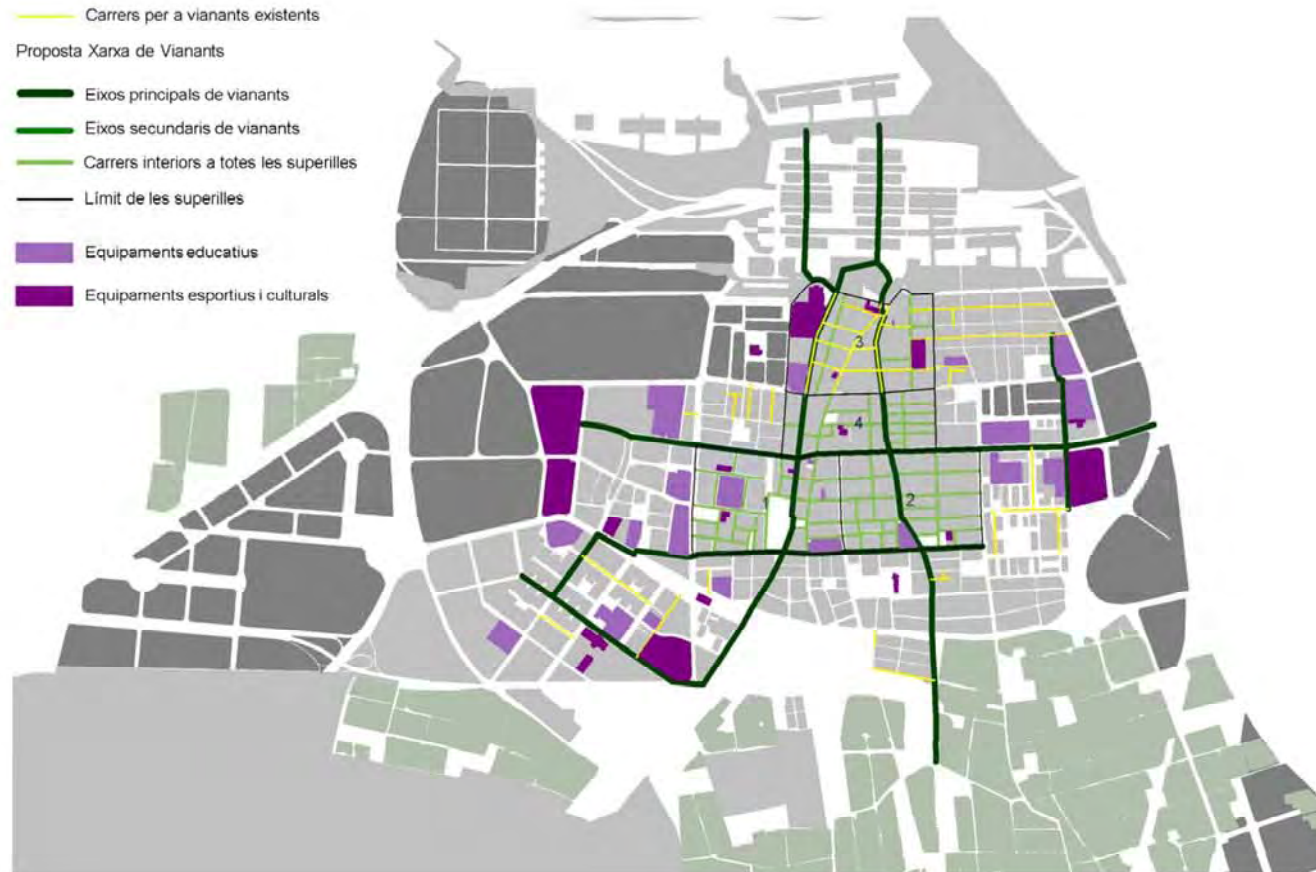 Carrers per a vianants existents
Proposta Xarxa de Vianants
Eixos principals de vianants
Eixos secundaris de vianants
Carrers interiors a totes les superilles
Límit de les superilles
Equipaments educatius
Equipaments esportius i culturals
3
4
1
2